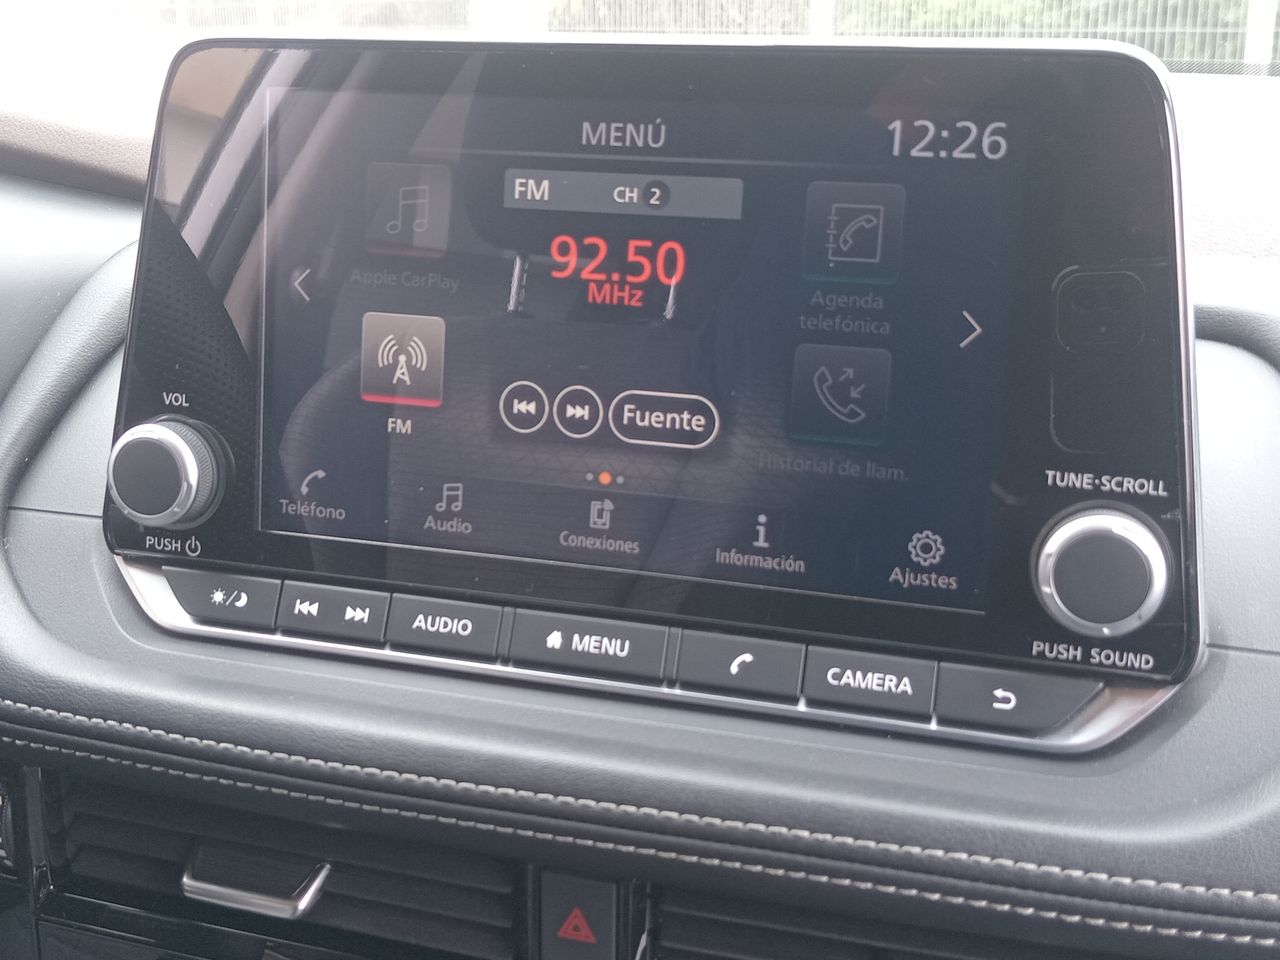 MENÚ
12:26
FM CH 2
92.50
MHz
Apple CarPlay
FM
Agenda
telefónica
Historial de llam.
Fuente
Teléfono
Audio
Conexiones
Información
Ajustes
VOL
PUSH
TUNE·SCROLL
PUSH SOUND
AUDIO
MENU
CAMERA